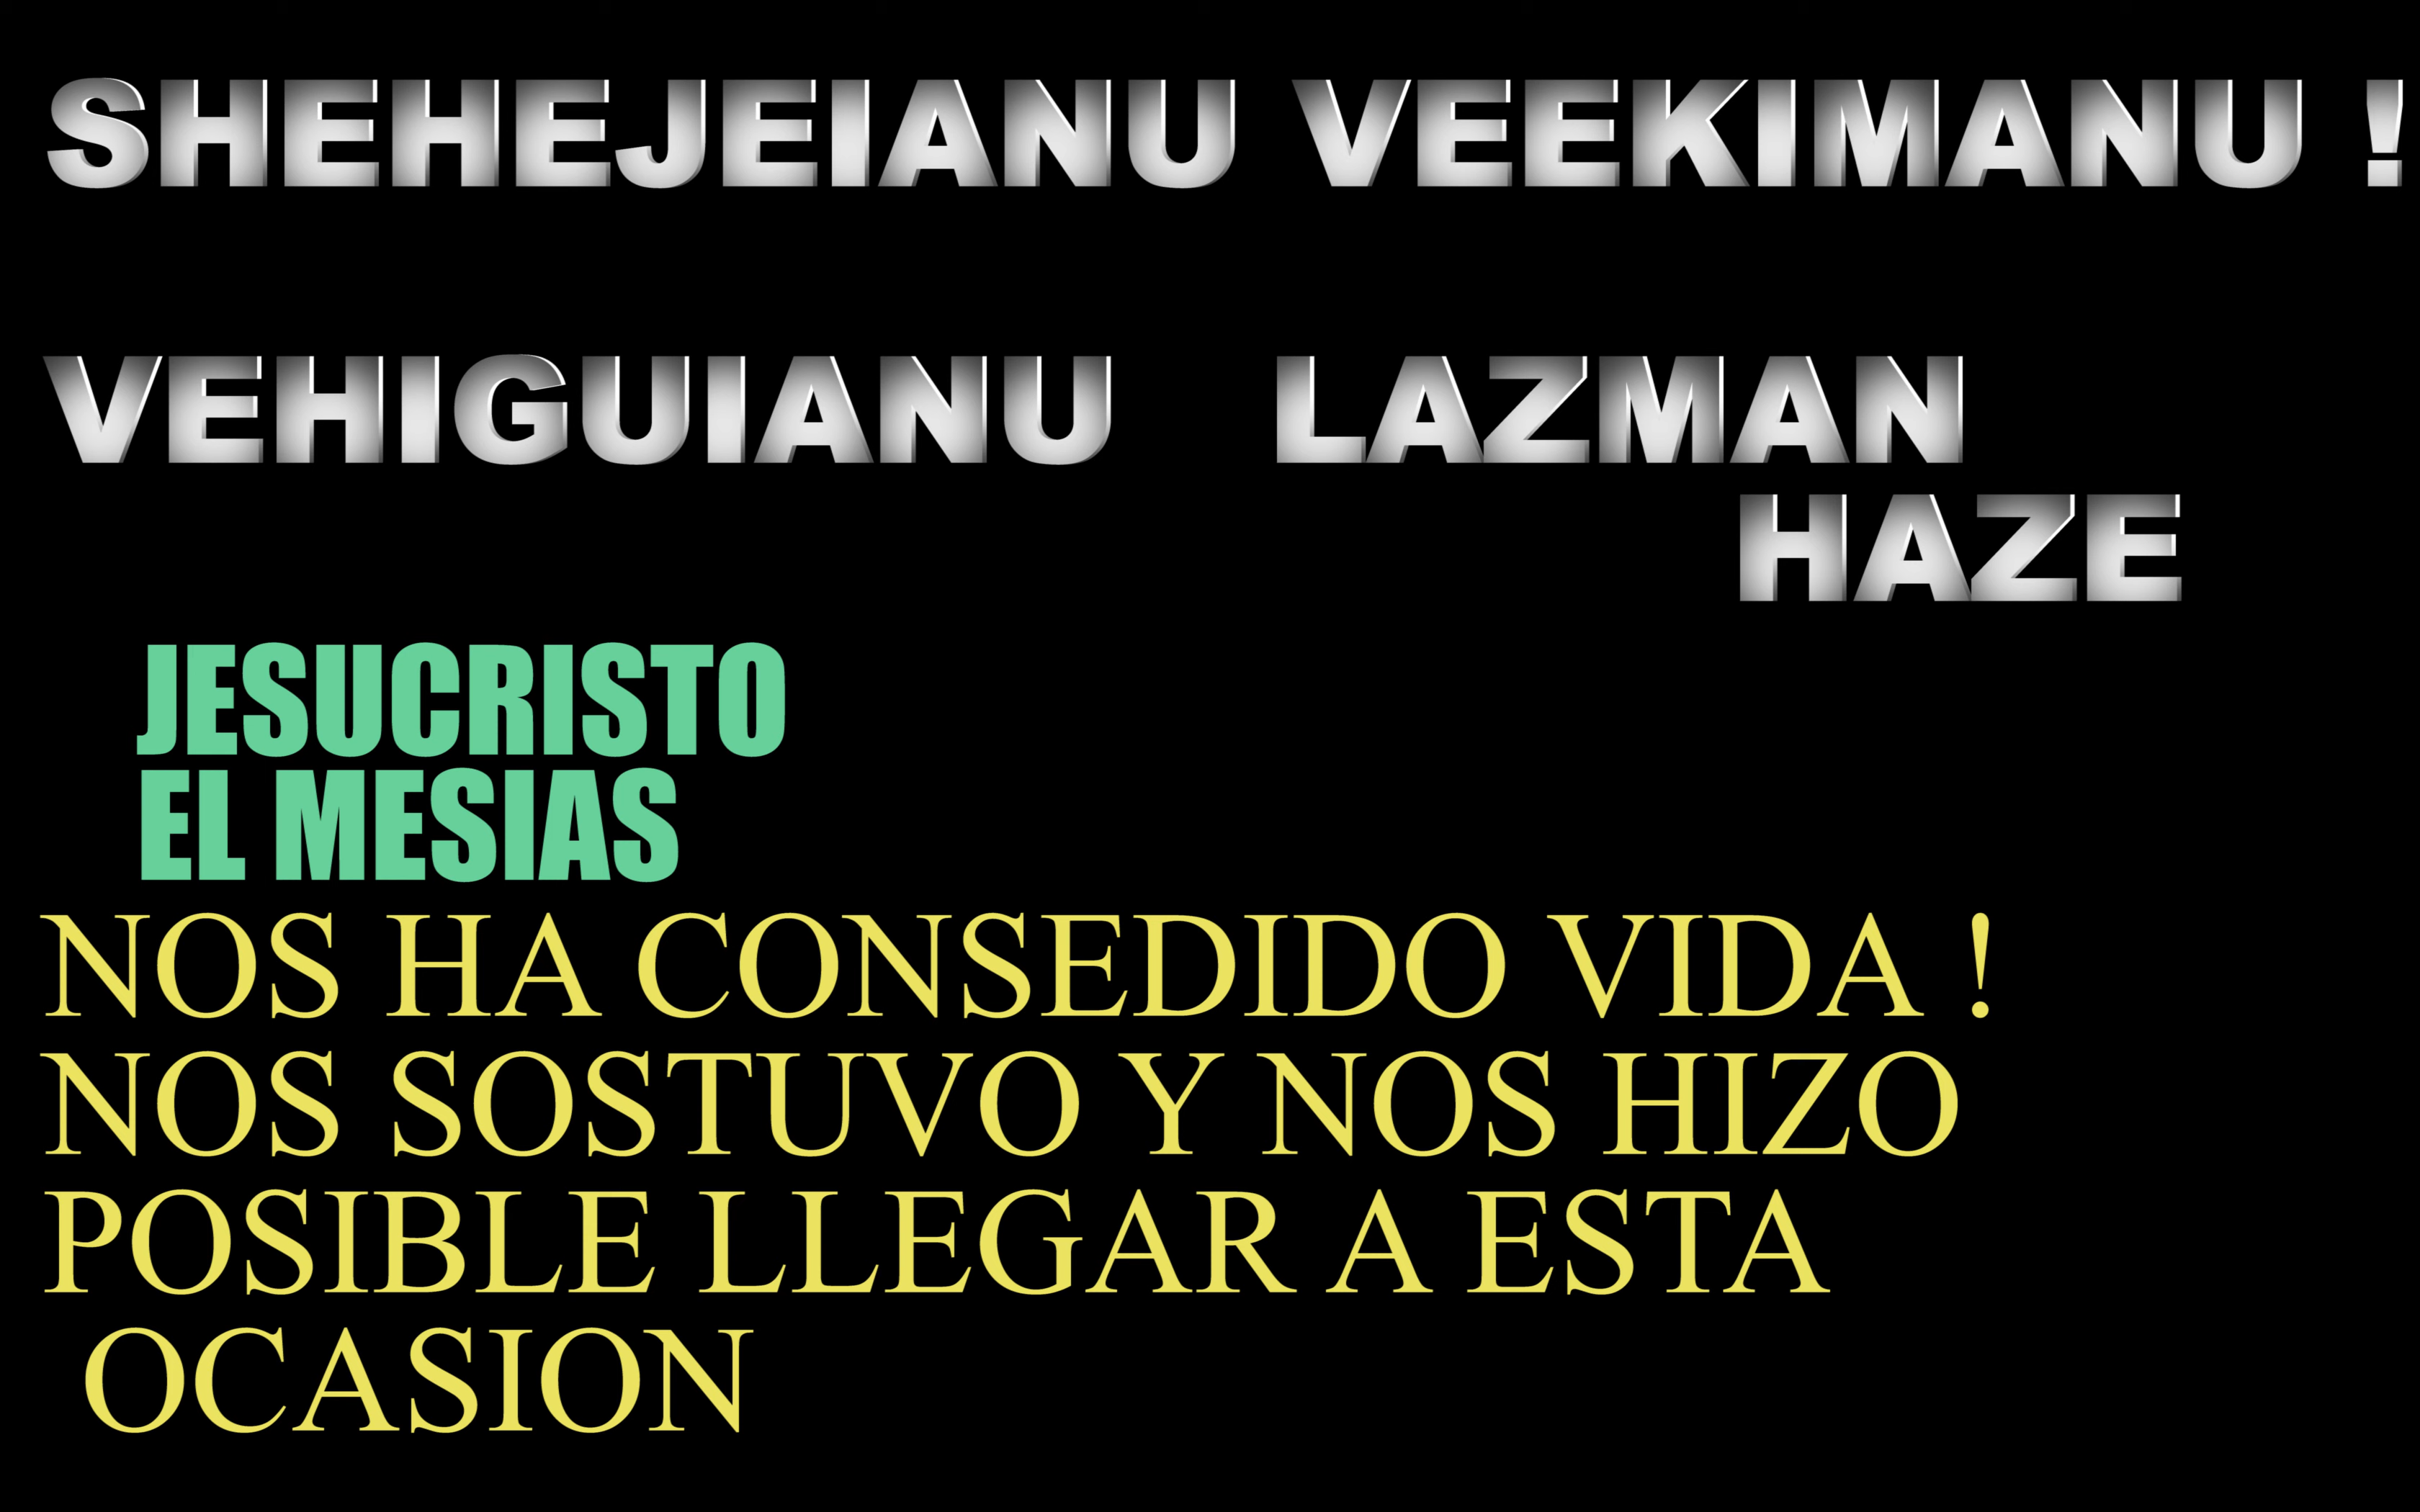 SHEHEJEIANU VEEKIMANU !
VEHIGUIANU LAZMAN
HAZE
JESUCRISTO
EL MESIAS
NOS HA CONSEDIDO VIDA !
NOS SOSTUVO Y NOS HIZO
POSIBLE LLEGAR A ESTA
OCASION